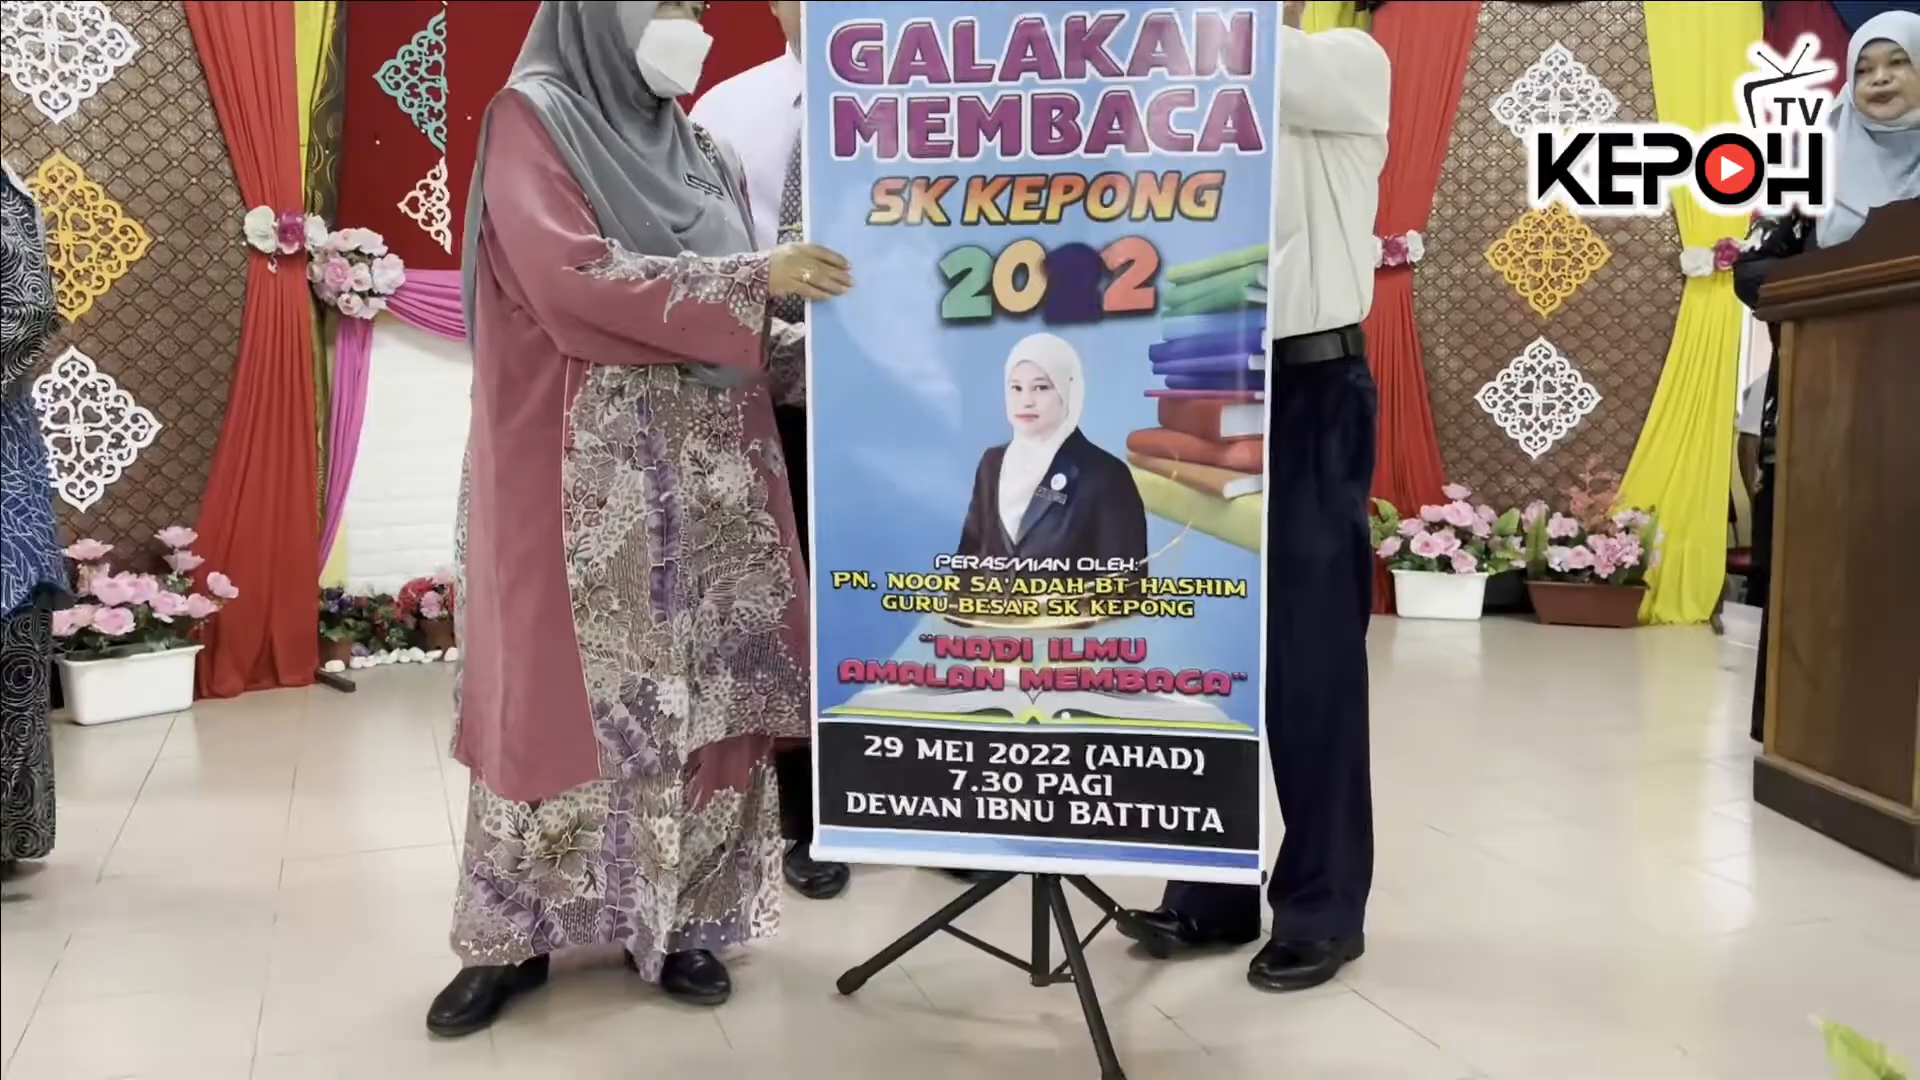 GALAKAN
MEMBACA
SK KEPONG
2022
PERASMIAN OLEH:
PN. NOOR SA'ADAH BT HASHIM
GURU BESAR SK KEPONG
"NADI ILMU
AMALAN MEMBACA"
29 MEI 2022 (AHAD)
7.30 PAGI
DEWAN IBNU BATTUTA
TV
KEPOH